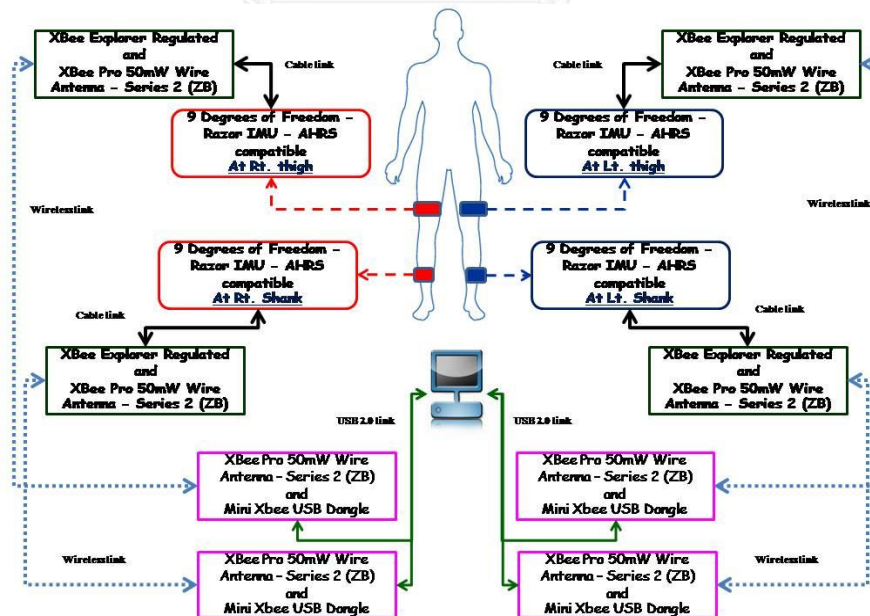 XBee Explorer Regulated
and
XBee Pro 50mW Wire
Antenna – Series 2 (ZB)
Cable link
9 Degrees of Freedom –
Razor IMU – AHRS
compatible
At Rt. thigh
Cable link
XBee Explorer Regulated
and
XBee Pro 50mW Wire
Antenna – Series 2 (ZB)
9 Degrees of Freedom –
Razor IMU – AHRS
compatible
At Lt. thigh
Wireless link
Wireless link
9 Degrees of Freedom –
Razor IMU – AHRS
compatible
At Rt. Shank
9 Degrees of Freedom –
Razor IMU – AHRS
compatible
At Lt. Shank
Cable link
Cable link
XBee Explorer Regulated
and
XBee Pro 50mW Wire
Antenna – Series 2 (ZB)
XBee Explorer Regulated
and
XBee Pro 50mW Wire
Antenna – Series 2 (ZB)
USB 2.0 link
USB 2.0 link
XBee Pro 50mW Wire
Antenna – Series 2 (ZB)
and
Mini Xbee USB Dongle
XBee Pro 50mW Wire
Antenna – Series 2 (ZB)
and
Mini Xbee USB Dongle
Wireless link
XBee Pro 50mW Wire
Antenna – Series 2 (ZB)
and
Mini Xbee USB Dongle
XBee Pro 50mW Wire
Antenna – Series 2 (ZB)
and
Mini Xbee USB Dongle
Wireless link